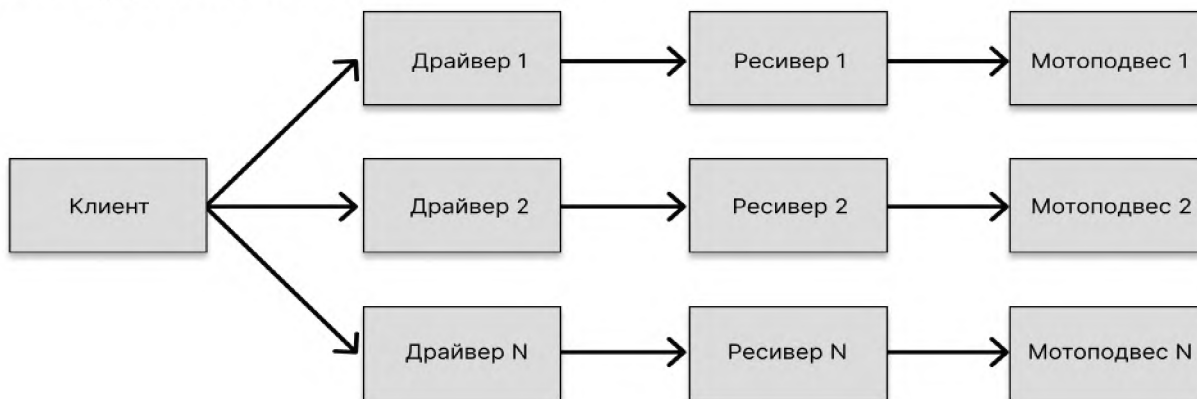 Драйвер 1
Ресивер 1
Мотоподвес 1
Клиент
Драйвер 2
Ресивер 2
Мотоподвес 2
Драйвер N
Ресивер N
Мотоподвес N